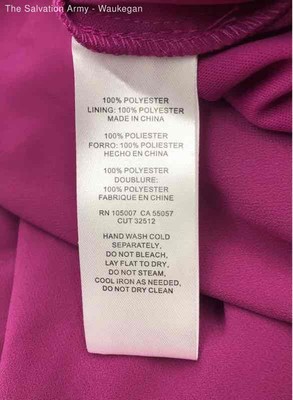 The Salvation Army - Waukegan
100% POLYESTER
LINING: 100% POLYESTER
MADE IN CHINA
100% POLIESTER
FORRO: 100% POLIESTER
HECHO EN CHINA
100% POLYESTER
DOUBLURE:
100% POLYESTER
FABRIQUE EN CHINE
RN 105007 CA 55057
CUT 32512
HAND WASH COLD
SEPARATELY,
DO NOT BLEACH,
LAY FLAT TO DRY,
DO NOT STEAM,
COOL IRON AS NEEDED,
DO NOT DRY CLEAN